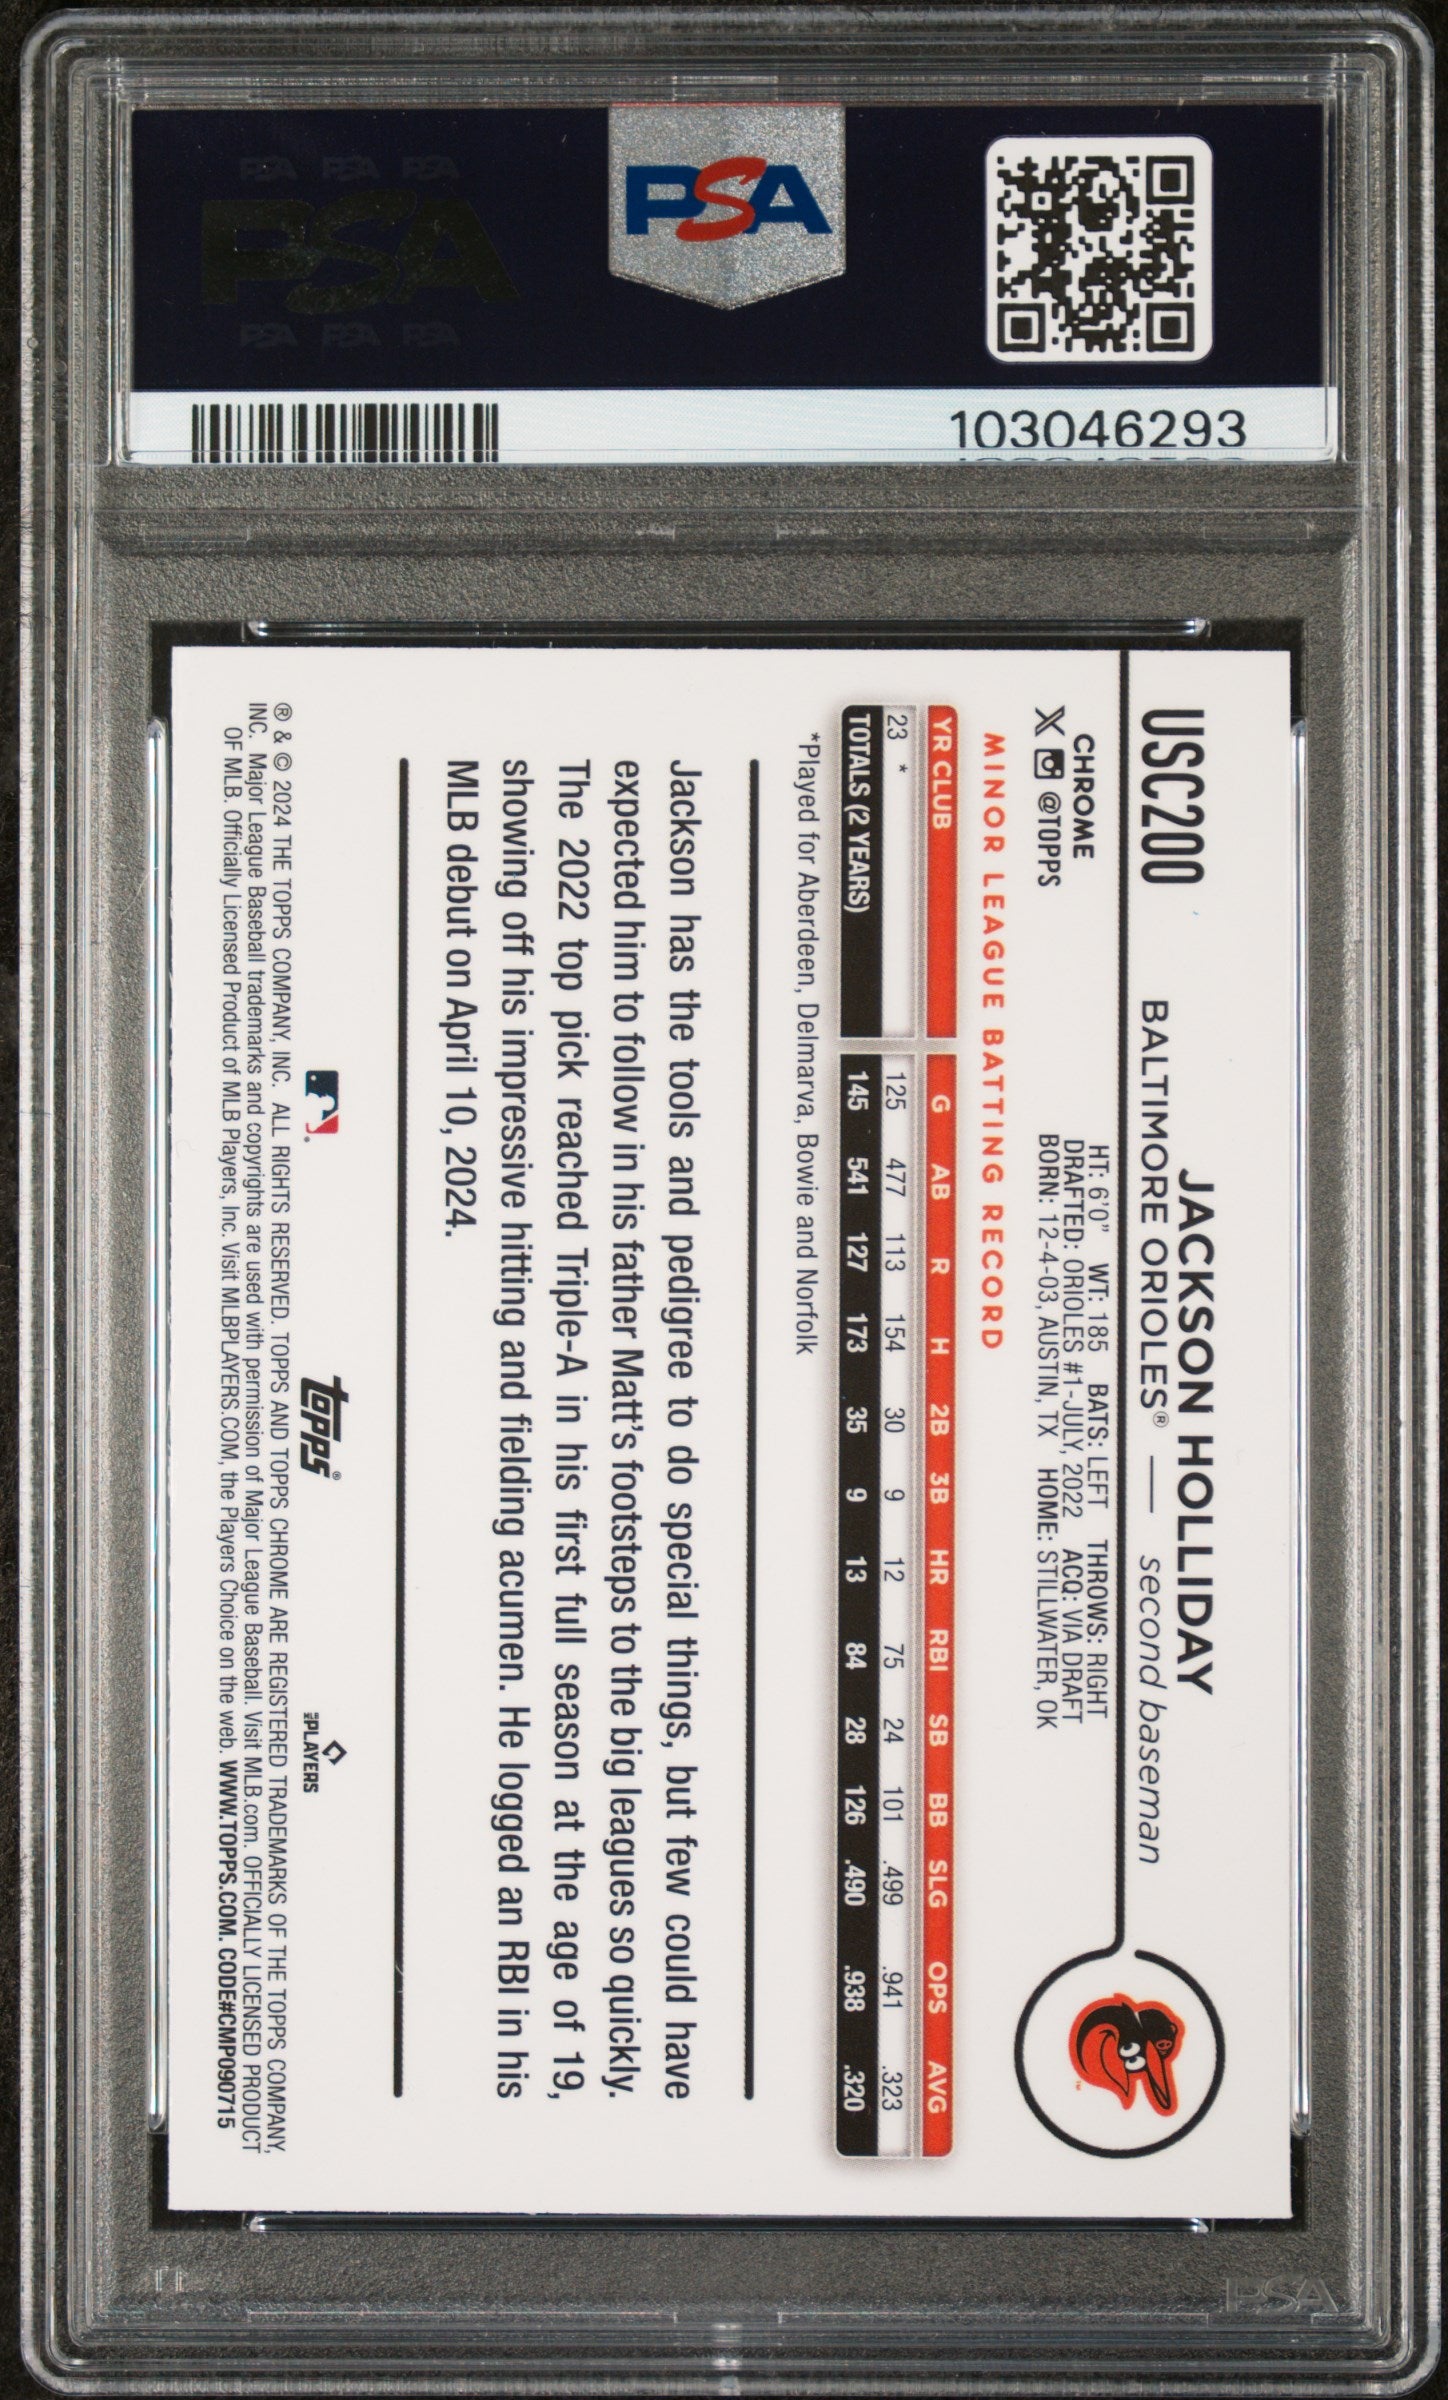 PSA PSA PSA
PSA
PSA PSA PSA
PSA
103046293
USC200
JACKSON HOLLIDAY
BALTIMORE ORIOLES® — second baseman
CHROME
X @TOPPS
HT: 6'0" WT: 185 BATS: LEFT THROWS: RIGHT
DRAFTED: ORIOLES #1-JULY, 2022 ACQ: VIA DRAFT
BORN: 12-4-03, AUSTIN, TX HOME: STILLWATER, OK
MINOR LEAGUE BATTING RECORD
YR CLUB G AB R H 2B 3B HR RBI SB BB SLG OPS AVG
23 * 125 477 113 154 30 9 12 75 24 101 .499 .941 .323
TOTALS (2 YEARS) 145 541 127 173 35 9 13 84 28 126 .490 .938 .320
*Played for Aberdeen, Delmarva, Bowie and Norfolk
Jackson has the tools and pedigree to do special things, but few could have
expected him to follow in his father Matt's footsteps to the big leagues so quickly.
The 2022 top pick reached Triple-A in his first full season at the age of 19,
showing off his impressive hitting and fielding acumen. He logged an RBI in his
MLB debut on April 10, 2024.
topps®
MLB PLAYERS
® & © 2024 THE TOPPS COMPANY, INC. ALL RIGHTS RESERVED. TOPPS AND TOPPS CHROME ARE REGISTERED TRADEMARKS OF THE TOPPS COMPANY,
INC. Major League Baseball trademarks and copyrights are used with permission of Major League Baseball. Visit MLB.com. OFFICIALLY LICENSED PRODUCT
OF MLB. Officially Licensed Product of MLB Players, Inc. Visit MLBPLAYERS.COM, the Players Choice on the web. WWW.TOPPS.COM. CODE#CMP090715
PSA